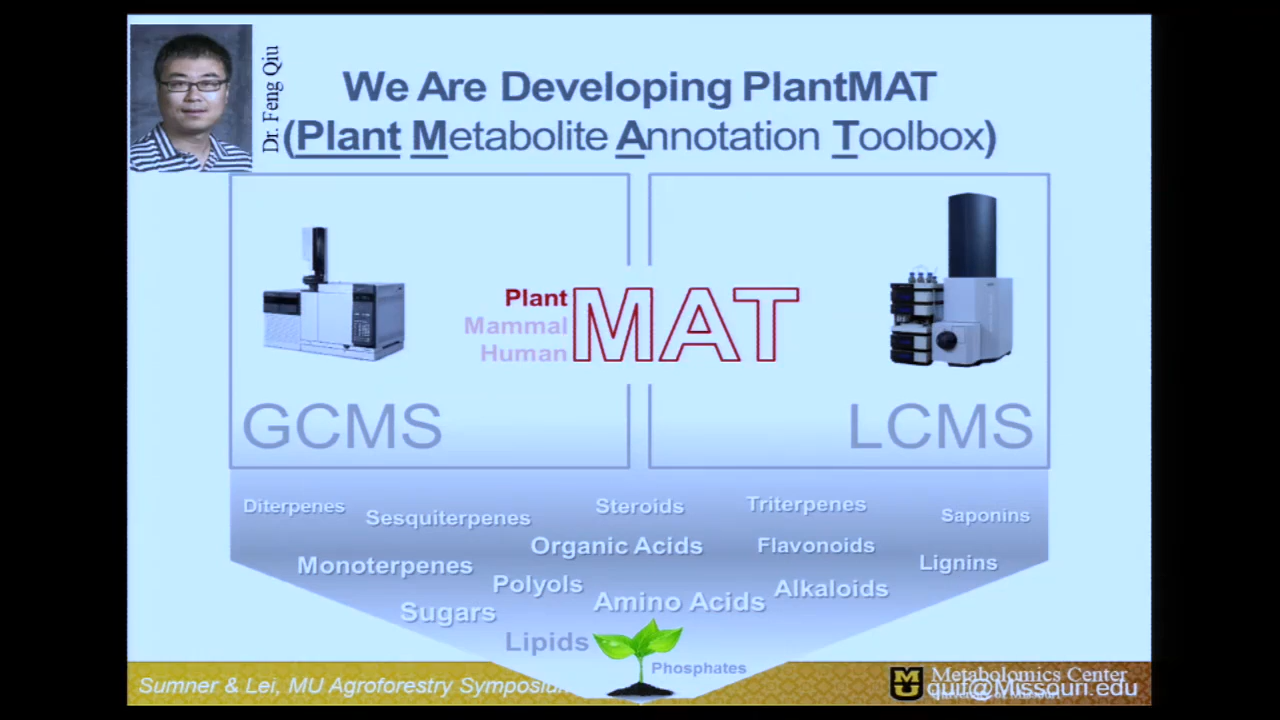 Dr. Feng Qiu
We Are Developing PlantMAT
(Plant Metabolite Annotation Toolbox)
Plant
Mammal
Human
MAT
GCMS
LCMS
Diterpenes
Sesquiterpenes
Steroids
Triterpenes
Saponins
Organic Acids
Flavonoids
Monoterpenes
Lignins
Polyols
Alkaloids
Sugars
Amino Acids
Lipids
Phosphates
Sumner & Lei, MU Agroforestry Symposium
MU
Metabolomics Center
quif@Missouri.edu